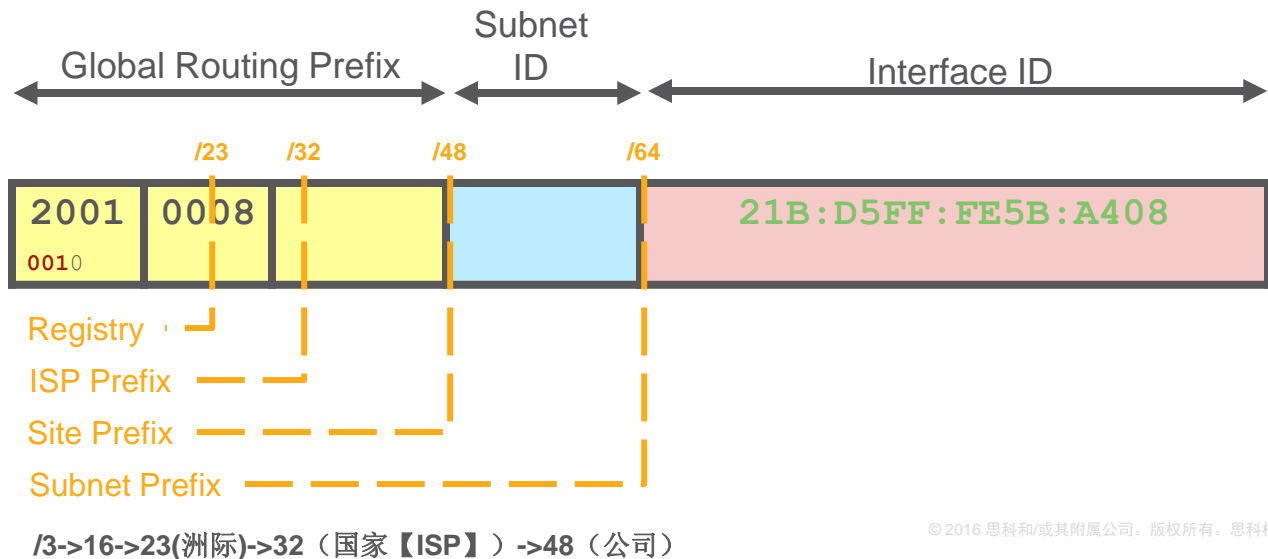 Subnet
ID
Global Routing Prefix
Interface ID
/23 /32 /48 /64
2001 0008 21B:D5FF:FE5B:A408
0010
Registry
ISP Prefix
Site Prefix
Subnet Prefix
/3->16->23(洲际)->32（国家【ISP】）->48（公司）
© 2016 思科和/或其附属公司。版权所有。思科